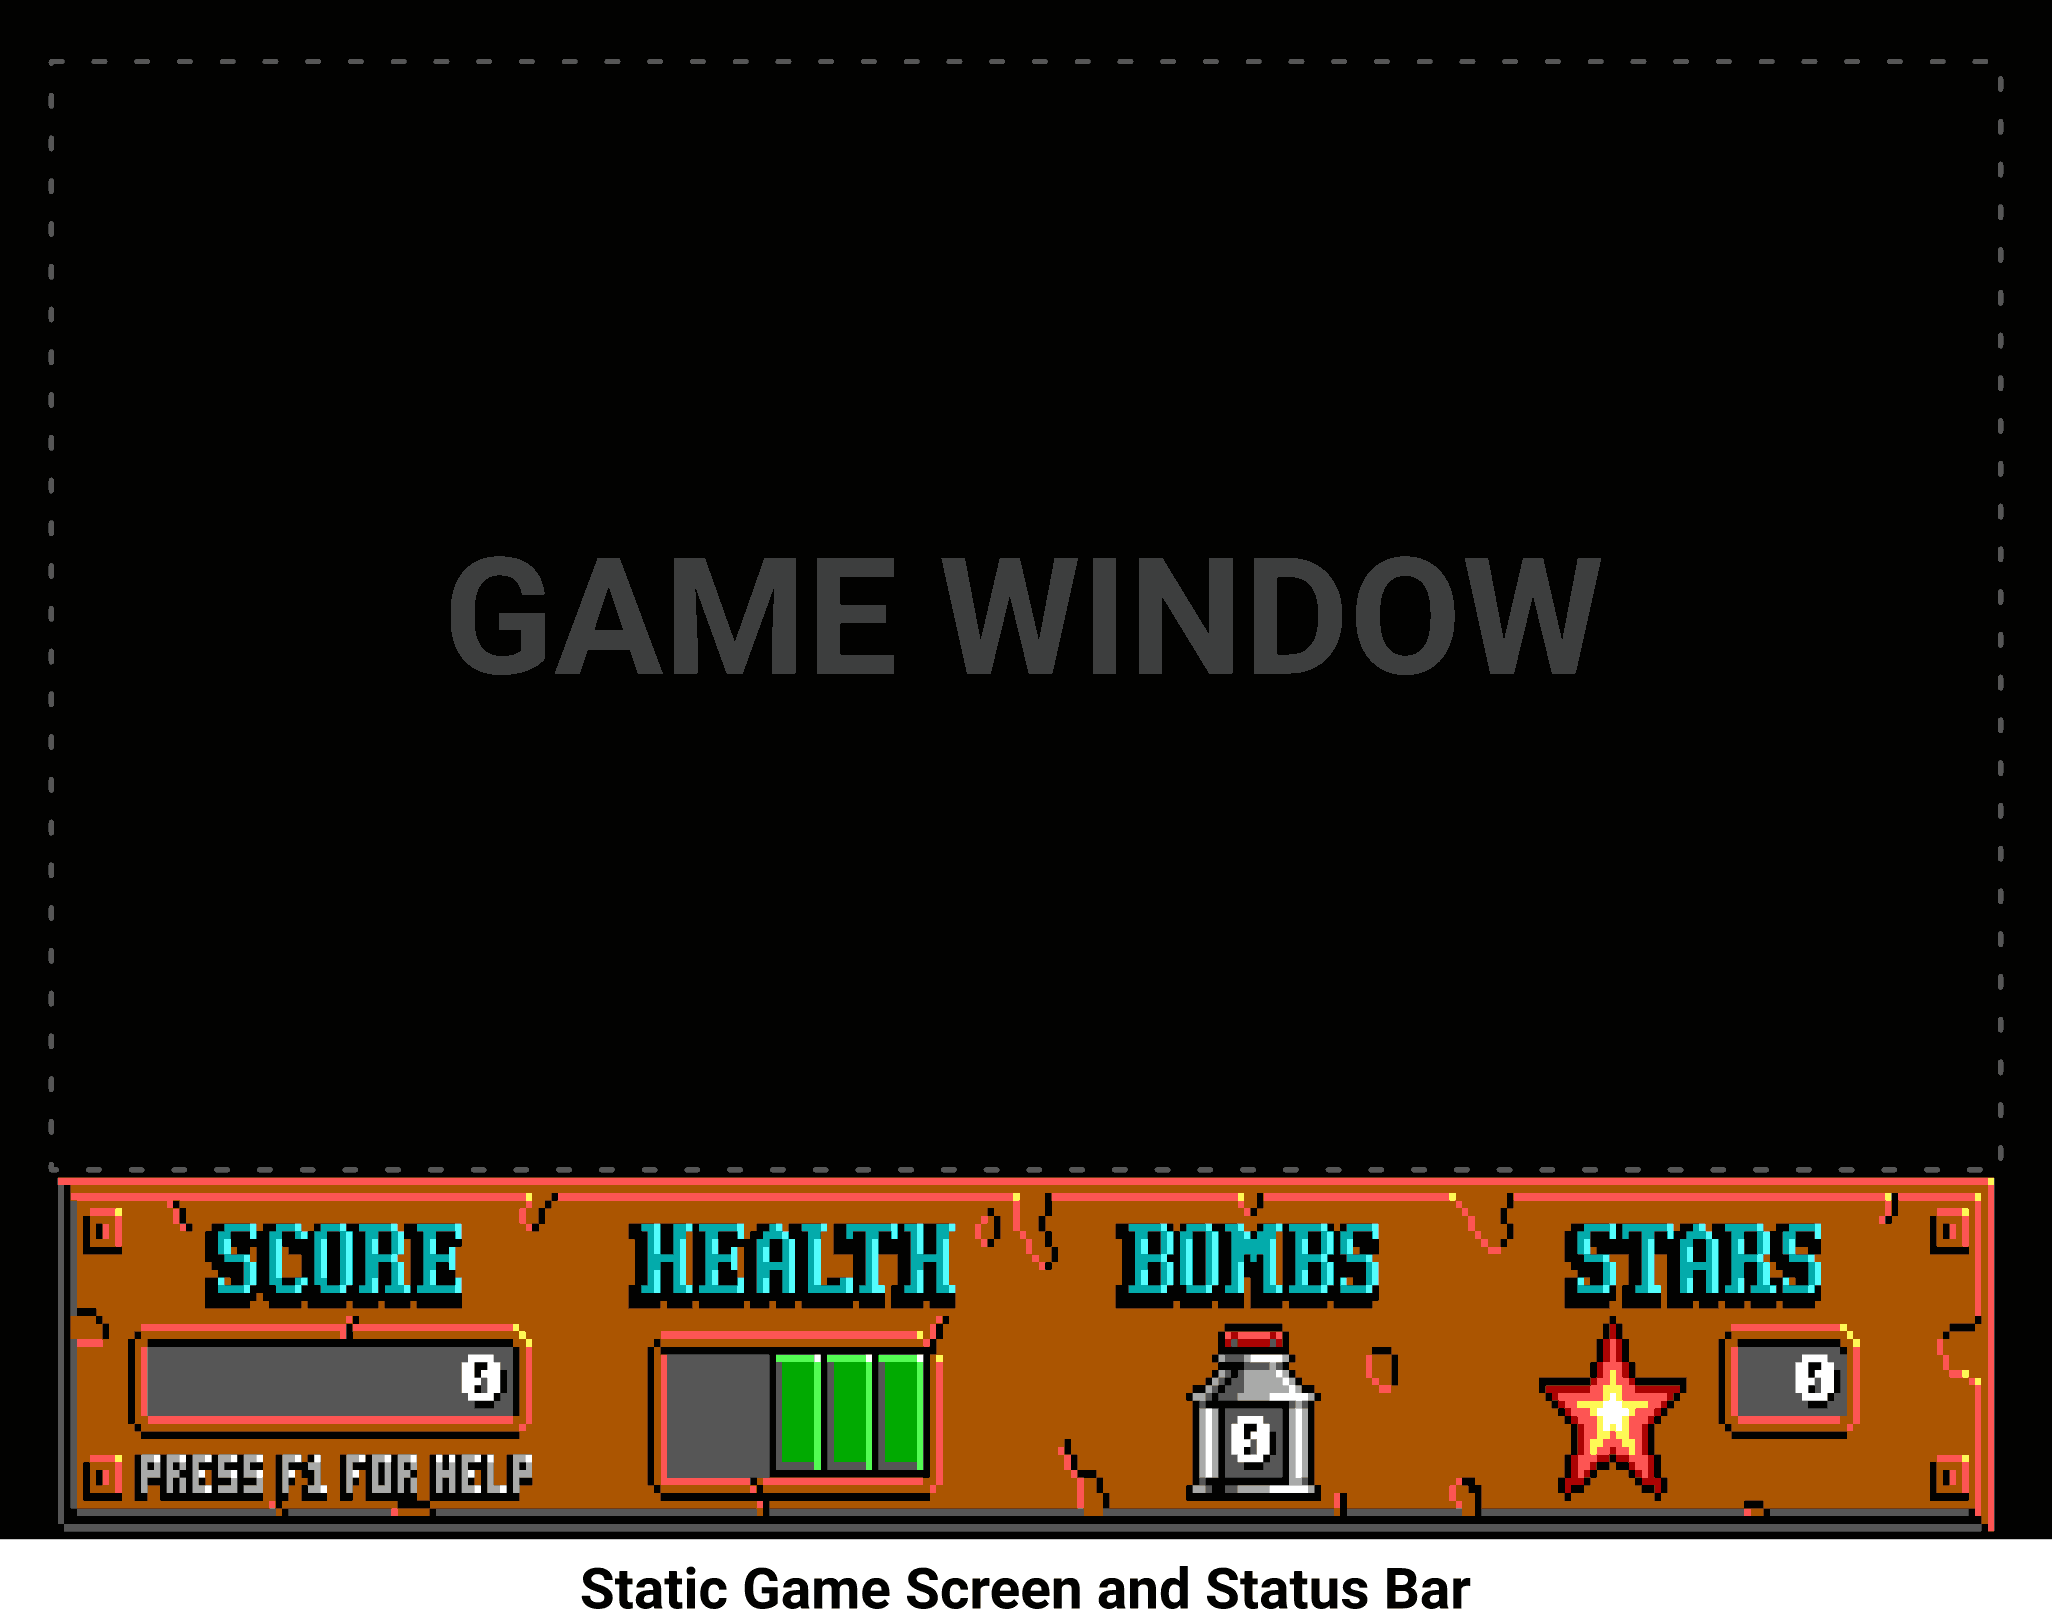 GAME WINDOW
SCORE HEALTH BOMBS STARS
0 0
0
PRESS F1 FOR HELP
Static Game Screen and Status Bar